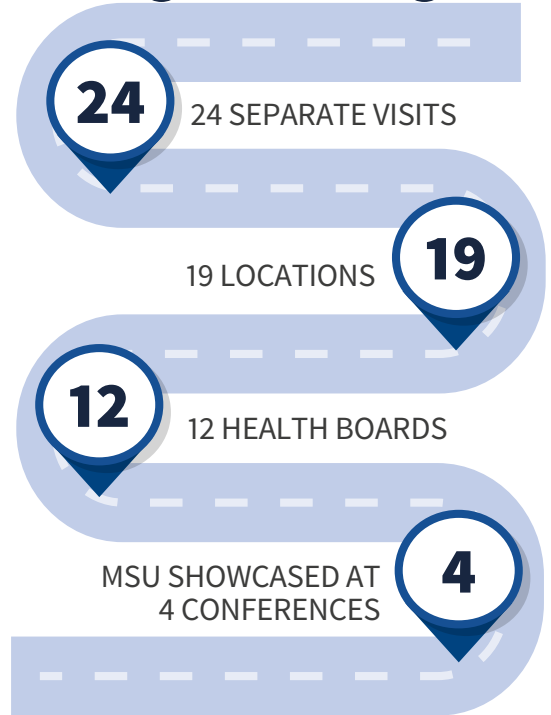 24
24 SEPARATE VISITS
19 LOCATIONS
19
12
12 HEALTH BOARDS
MSU SHOWCASED AT
4 CONFERENCES
4